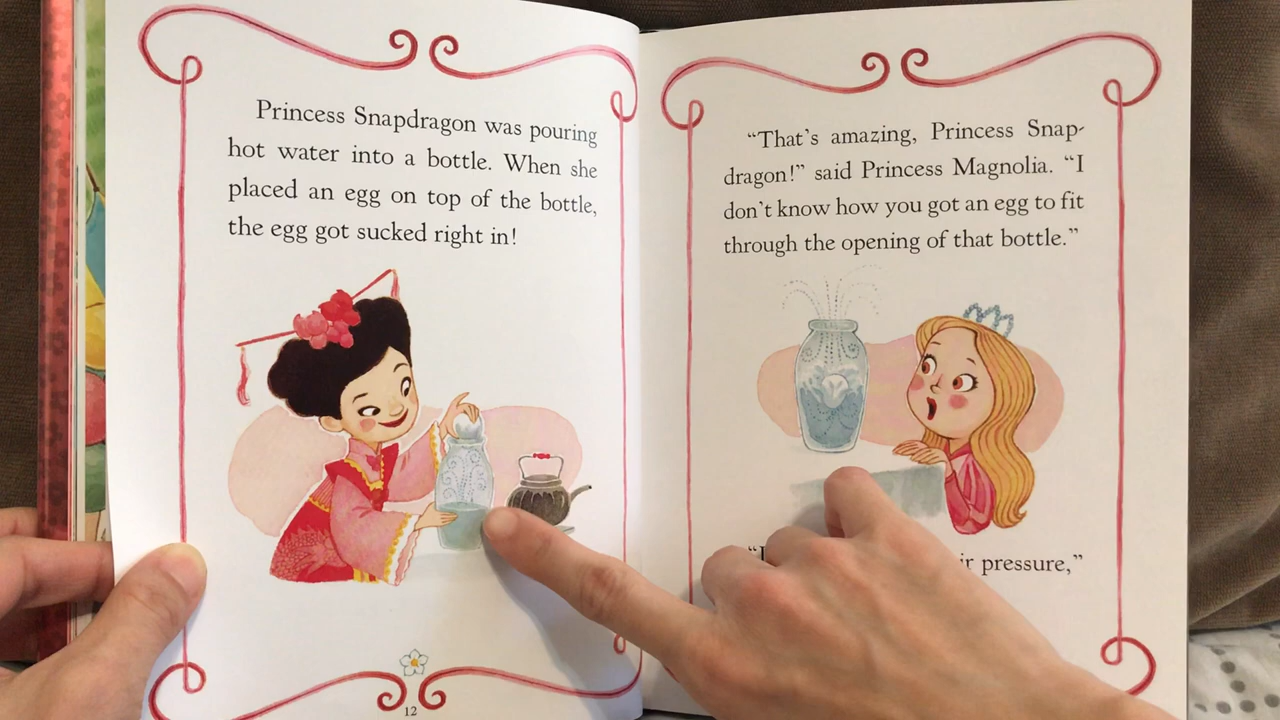 Princess Snapdragon was pouring
hot water into a bottle. When she
placed an egg on top of the bottle,
the egg got sucked right in!
12
“That’s amazing, Princess Snap-
dragon!” said Princess Magnolia. “I
don’t know how you got an egg to fit
through the opening of that bottle.”
pressure,”